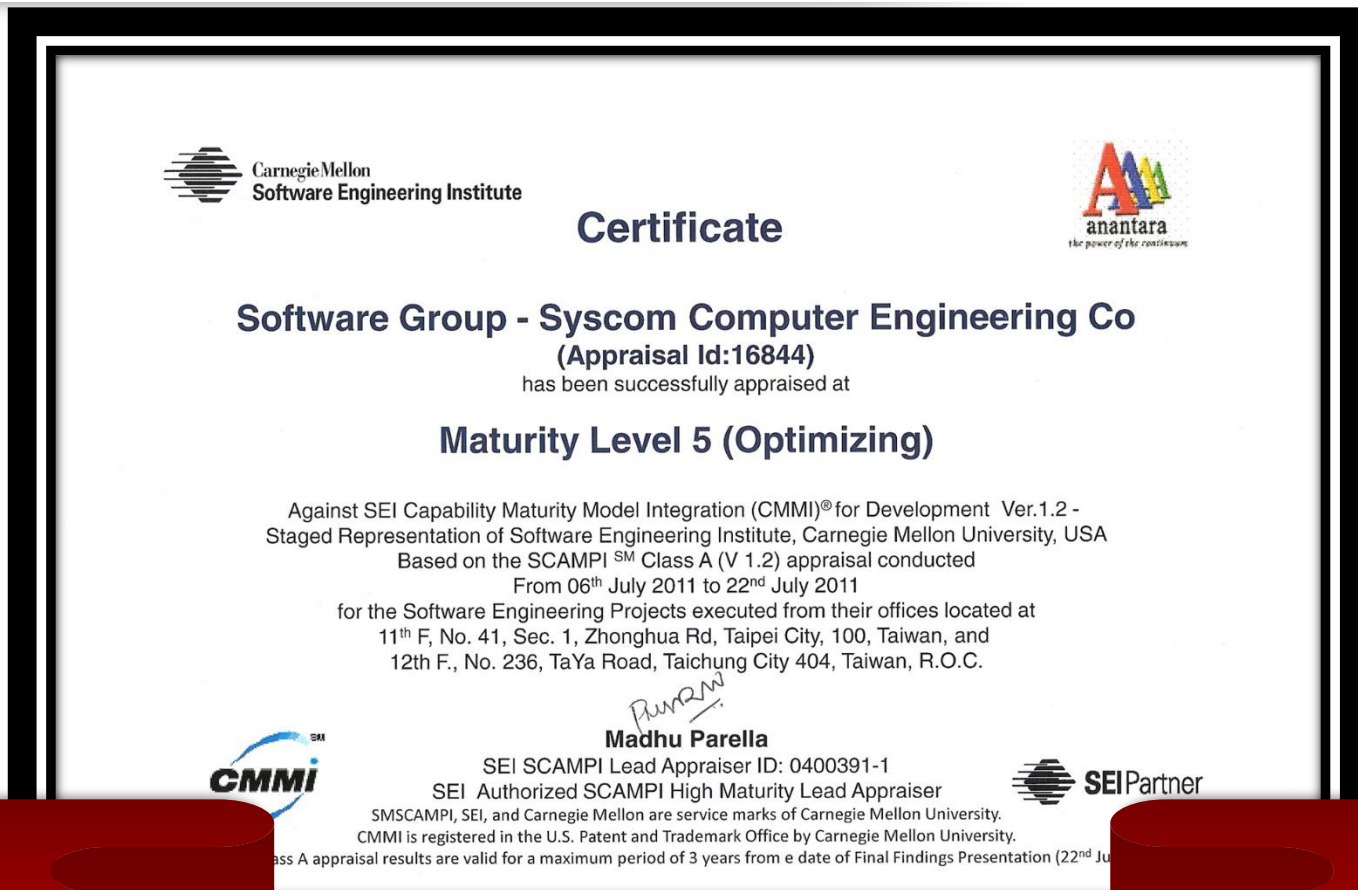 Carnegie Mellon
Software Engineering Institute
anantara
the power of the continuum
Certificate
Software Group - Syscom Computer Engineering Co
(Appraisal Id:16844)
has been successfully appraised at
Maturity Level 5 (Optimizing)
Against SEI Capability Maturity Model Integration (CMMI)® for Development Ver.1.2 -
Staged Representation of Software Engineering Institute, Carnegie Mellon University, USA
Based on the SCAMPI SM Class A (V 1.2) appraisal conducted
From 06th July 2011 to 22nd July 2011
for the Software Engineering Projects executed from their offices located at
11th F, No. 41, Sec. 1, Zhonghua Rd, Taipei City, 100, Taiwan, and
12th F., No. 236, TaYa Road, Taichung City 404, Taiwan, R.O.C.
Madhu Parella
SEI SCAMPI Lead Appraiser ID: 0400391-1
SEI Authorized SCAMPI High Maturity Lead Appraiser
CMMI SM
SEI Partner
SMSCAMPI, SEI, and Carnegie Mellon are service marks of Carnegie Mellon University.
CMMI is registered in the U.S. Patent and Trademark Office by Carnegie Mellon University.
A appraisal results are valid for a maximum period of 3 years from e date of Final Findings Presentation (22nd